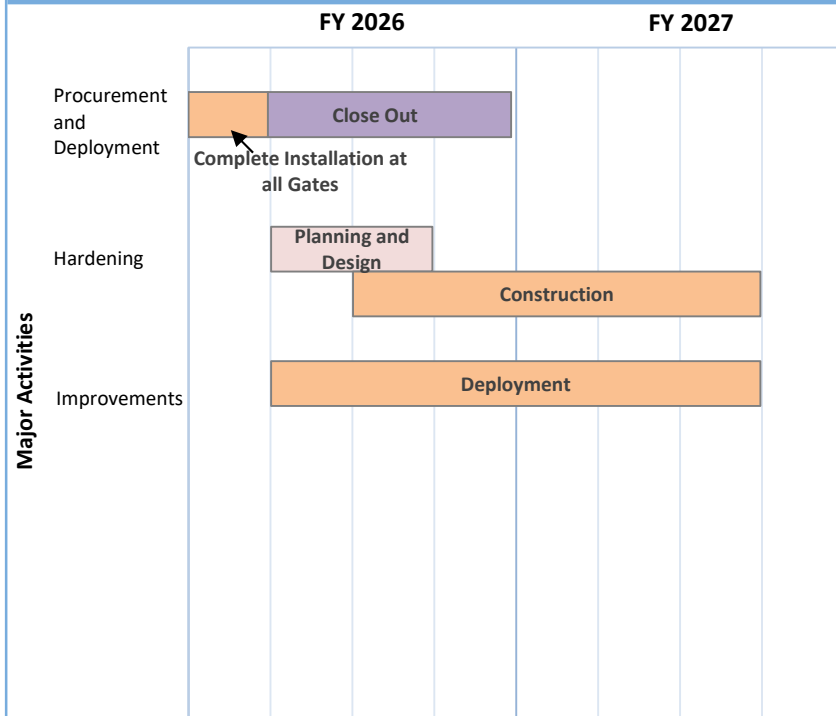 FY 2026
FY 2027
Procurement
and
Deployment
Close Out
Complete Installation at
all Gates
Hardening
Planning and
Design
Construction
Major Activities
Improvements
Deployment